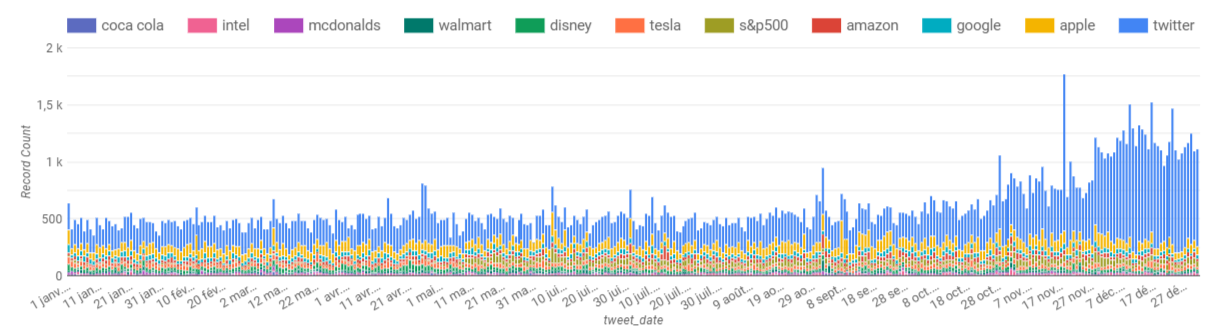 coca cola intel mcdonalds walmart disney tesla s&p500 amazon google apple twitter
2 k
1,5 k
1 k
500
0
Record Count
1 janv.… 11 jan… 21 jan… 31 jan… 10 fév… 20 fév… 2 mar… 12 ma… 22 ma… 1 avr.… 11 avr.… 21 avr.… 1 mai… 11 ma… 21 ma… 31 ma… 10 jui… 20 jui… 30 jui… 10 juil.… 20 juil.… 30 juil.… 9 août… 19 ao… 29 ao… 8 sept… 18 se… 28 se… 8 oct.… 18 oct… 28 oct… 7 nov.… 17 nov… 27 nov… 7 déc.… 17 dé… 27 dé…
tweet_date